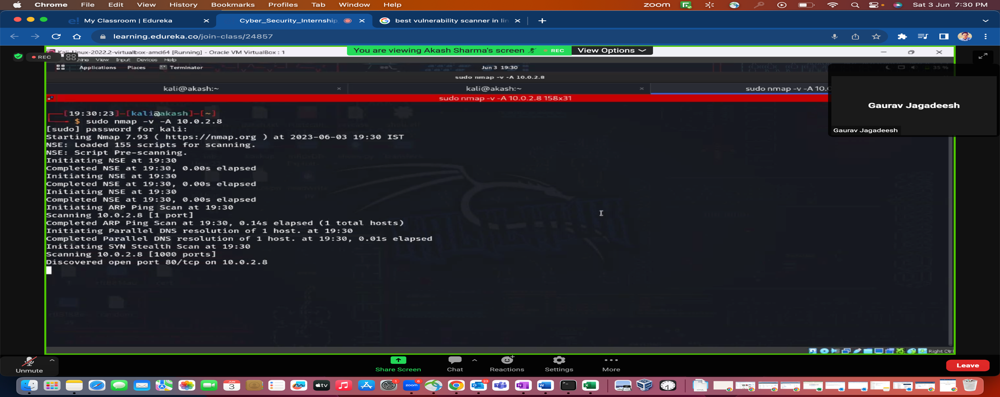 Chrome File Edit View History Bookmarks Profiles Tab Window Help zoom Sat 3 Jun 7:30 PM
My Classroom | Edureka Cyber_Security_Internship best vulnerability scanner in lin
learning.edureka.co/join-class/24857
Kali-Linux-2022.2-virtualbox-amd64 [Running] - Oracle VM VirtualBox : 1
You are viewing Akash Sharma's screen REC View Options
REC
View Input Devices Help
Applications Places Terminator Jun 3 19:30 35 %
sudo nmap -v -A 10.0.2.8
kali@akash:~ kali@akash:~ sudo nmap -v -A 10.0
sudo nmap -v -A 10.0.2.8 158x31
Gaurav Jagadeesh
Gaurav Jagadeesh
[19:30:23]-[kali@akash]-[~]
$ sudo nmap -v -A 10.0.2.8
[sudo] password for kali:
Starting Nmap 7.93 ( https://nmap.org ) at 2023-06-03 19:30 IST
NSE: Loaded 155 scripts for scanning.
NSE: Script Pre-scanning.
Initiating NSE at 19:30
Completed NSE at 19:30, 0.00s elapsed
Initiating NSE at 19:30
Completed NSE at 19:30, 0.00s elapsed
Initiating NSE at 19:30
Completed NSE at 19:30, 0.00s elapsed
Initiating ARP Ping Scan at 19:30
Scanning 10.0.2.8 [1 port]
Completed ARP Ping Scan at 19:30, 0.14s elapsed (1 total hosts)
Initiating Parallel DNS resolution of 1 host. at 19:30
Completed Parallel DNS resolution of 1 host. at 19:30, 0.01s elapsed
Initiating SYN Stealth Scan at 19:30
Scanning 10.0.2.8 [1000 ports]
Discovered open port 80/tcp on 10.0.2.8
Right Ctrl
Unmute Share Screen Chat Reactions Settings More Leave
JUN
3
tv
1
zoom
6
23